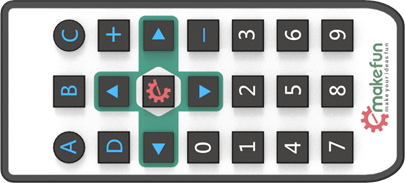 A B C
D +
0 −
1 2 3
4 5 6
7 8 9
emakefun
make your ideas fun